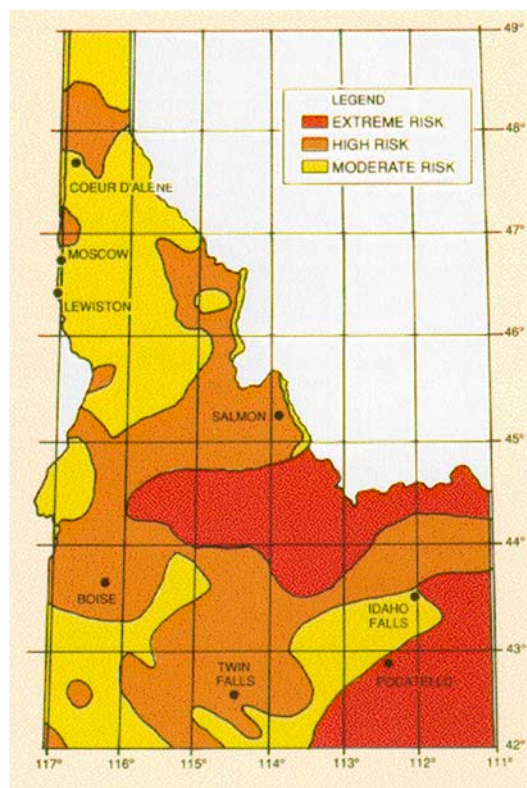 49°
LEGEND
EXTREME RISK
HIGH RISK
MODERATE RISK
48°
COEUR D'ALENE
47°
MOSCOW
LEWISTON
46°
SALMON
45°
44°
BOISE
IDAHO
FALLS
43°
TWIN
FALLS
POCATELLO
42°
117° 116° 115° 114° 113° 112° 111°